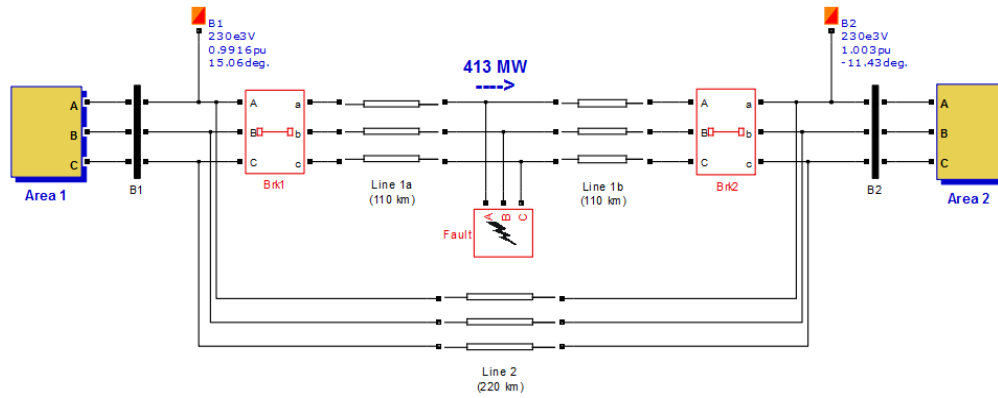 B1
230e3V
0.9916pu
15.06deg.
B2
230e3V
1.003pu
-11.43deg.
413 MW
---->
A
B
C
Area 1
B1
A a
B b
C c
Brk1
Line 1a
(110 km)
Line 1b
(110 km)
A a
B b
C c
Brk2
B2
A
B
C
Area 2
A B C
Fault
Line 2
(220 km)